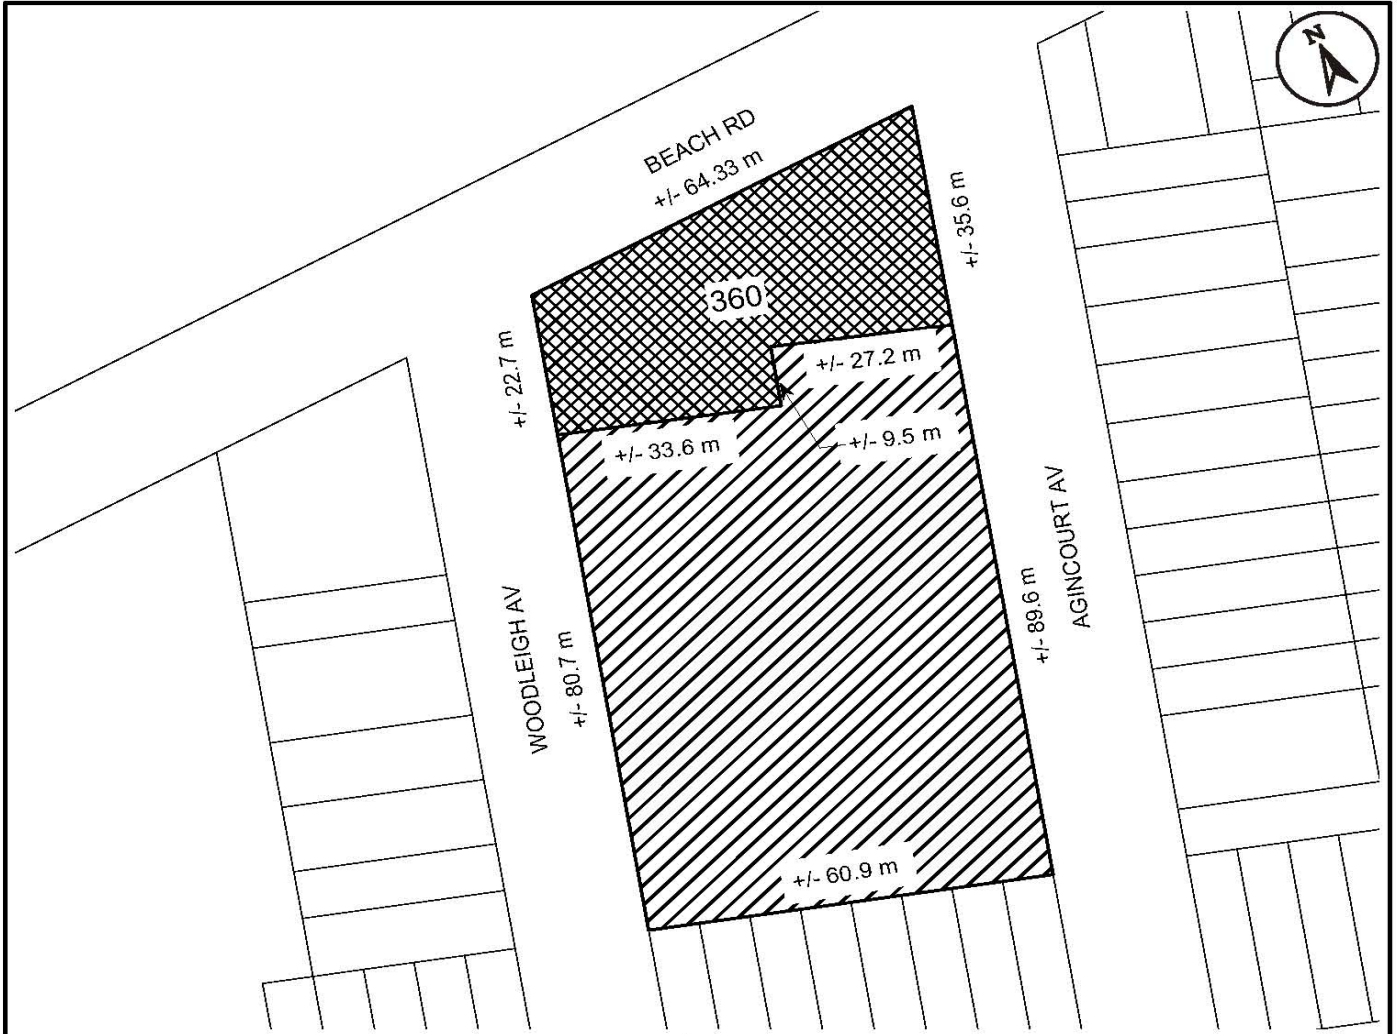 N
BEACH RD
+/- 64.33 m
+/- 35.6 m
360
+/- 22.7 m
+/- 27.2 m
+/- 33.6 m
+/- 9.5 m
WOODLEIGH AV
+/- 80.7 m
AGINCOURT AV
+/- 89.6 m
+/- 60.9 m